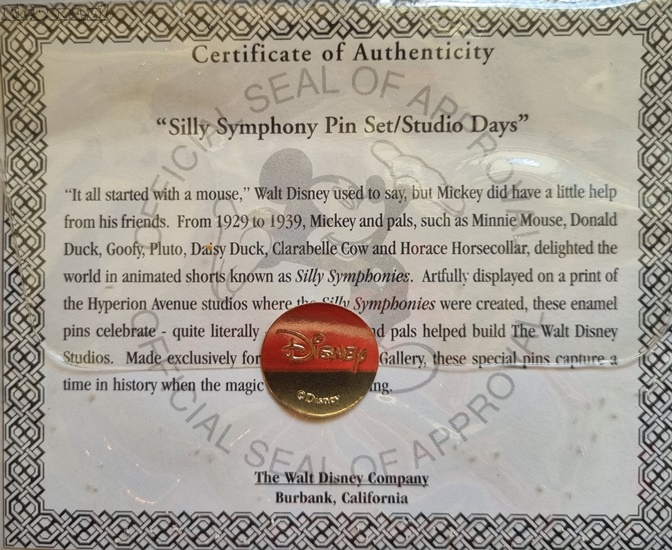 Certificate of Authenticity
OFFICIAL SEAL OF APPROVAL
"Silly Symphony Pin Set/Studio Days"
"It all started with a mouse," Walt Disney used to say, but Mickey did have a little help
from his friends. From 1929 to 1939, Mickey and pals, such as Minnie Mouse, Donald
Duck, Goofy, Pluto, Daisy Duck, Clarabelle Cow and Horace Horsecollar, delighted the
world in animated shorts known as Silly Symphonies. Artfully displayed on a print of
the Hyperion Avenue studios where the Silly Symphonies were created, these enamel
pins celebrate - quite literally nd pals helped build The Walt Disney
Studios. Made exclusively for Gallery, these special pins capture a
time in history when the magic ng.
DISNEY
©DISNEY
OFFICIAL SEAL OF APPROVAL
The Walt Disney Company
Burbank, California